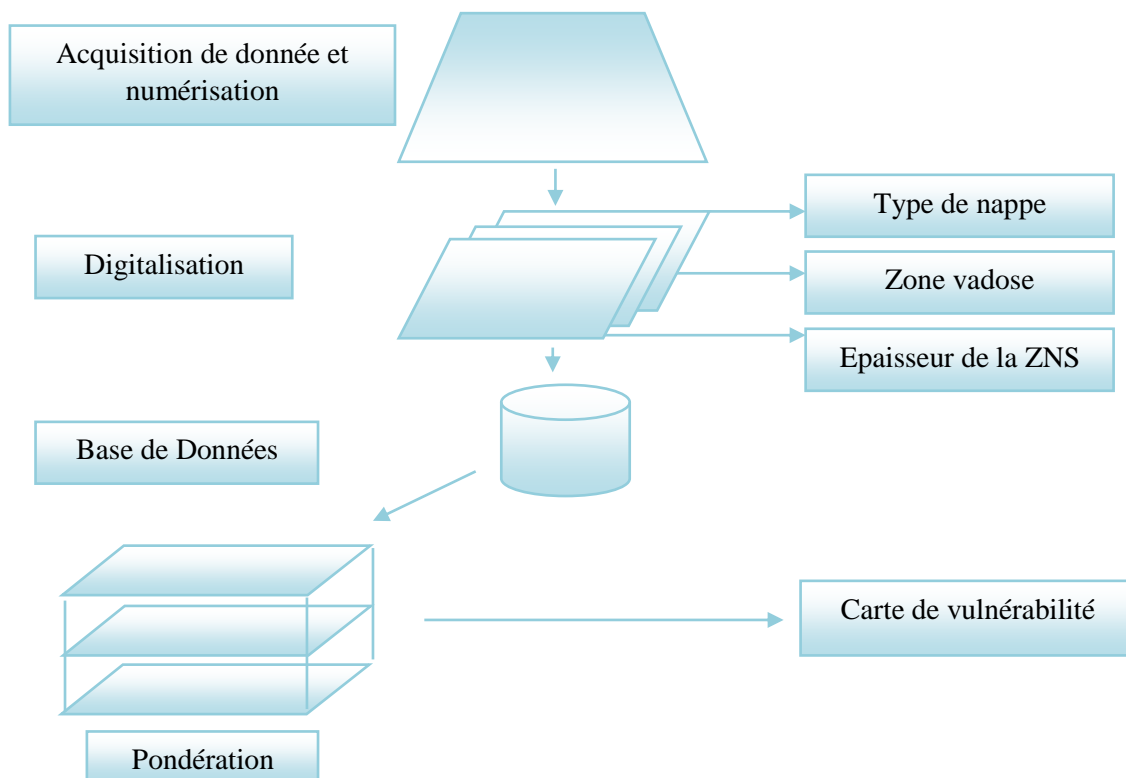 Acquisition de donnée et
numérisation
Type de nappe
Digitalisation
Zone vadose
Epaisseur de la ZNS
Base de Données
Carte de vulnérabilité
Pondération